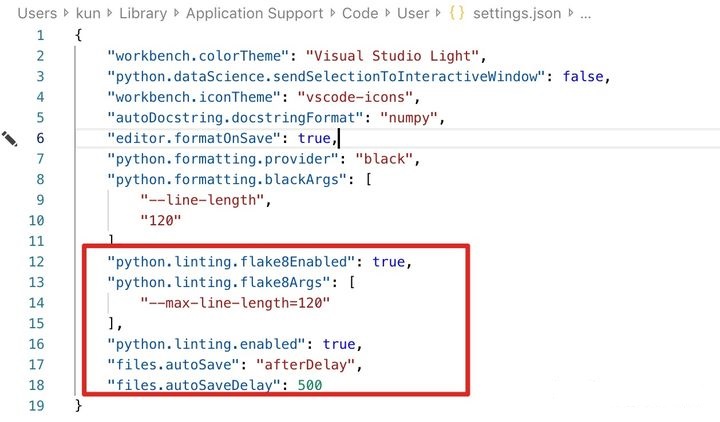 Users > kun > Library > Application Support > Code > User > {} settings.json > ...
1 {
2 "workbench.colorTheme": "Visual Studio Light",
3 "python.dataScience.sendSelectionToInteractiveWindow": false,
4 "workbench.iconTheme": "vscode-icons",
5 "autoDocstring.docstringFormat": "numpy",
6 "editor.formatOnSave": true,
7 "python.formatting.provider": "black",
8 "python.formatting.blackArgs": [
9 "--line-length",
10 "120"
11 ]
12 "python.linting.flake8Enabled": true,
13 "python.linting.flake8Args": [
14 "--max-line-length=120"
15 ],
16 "python.linting.enabled": true,
17 "files.autoSave": "afterDelay",
18 "files.autoSaveDelay": 500
19 }